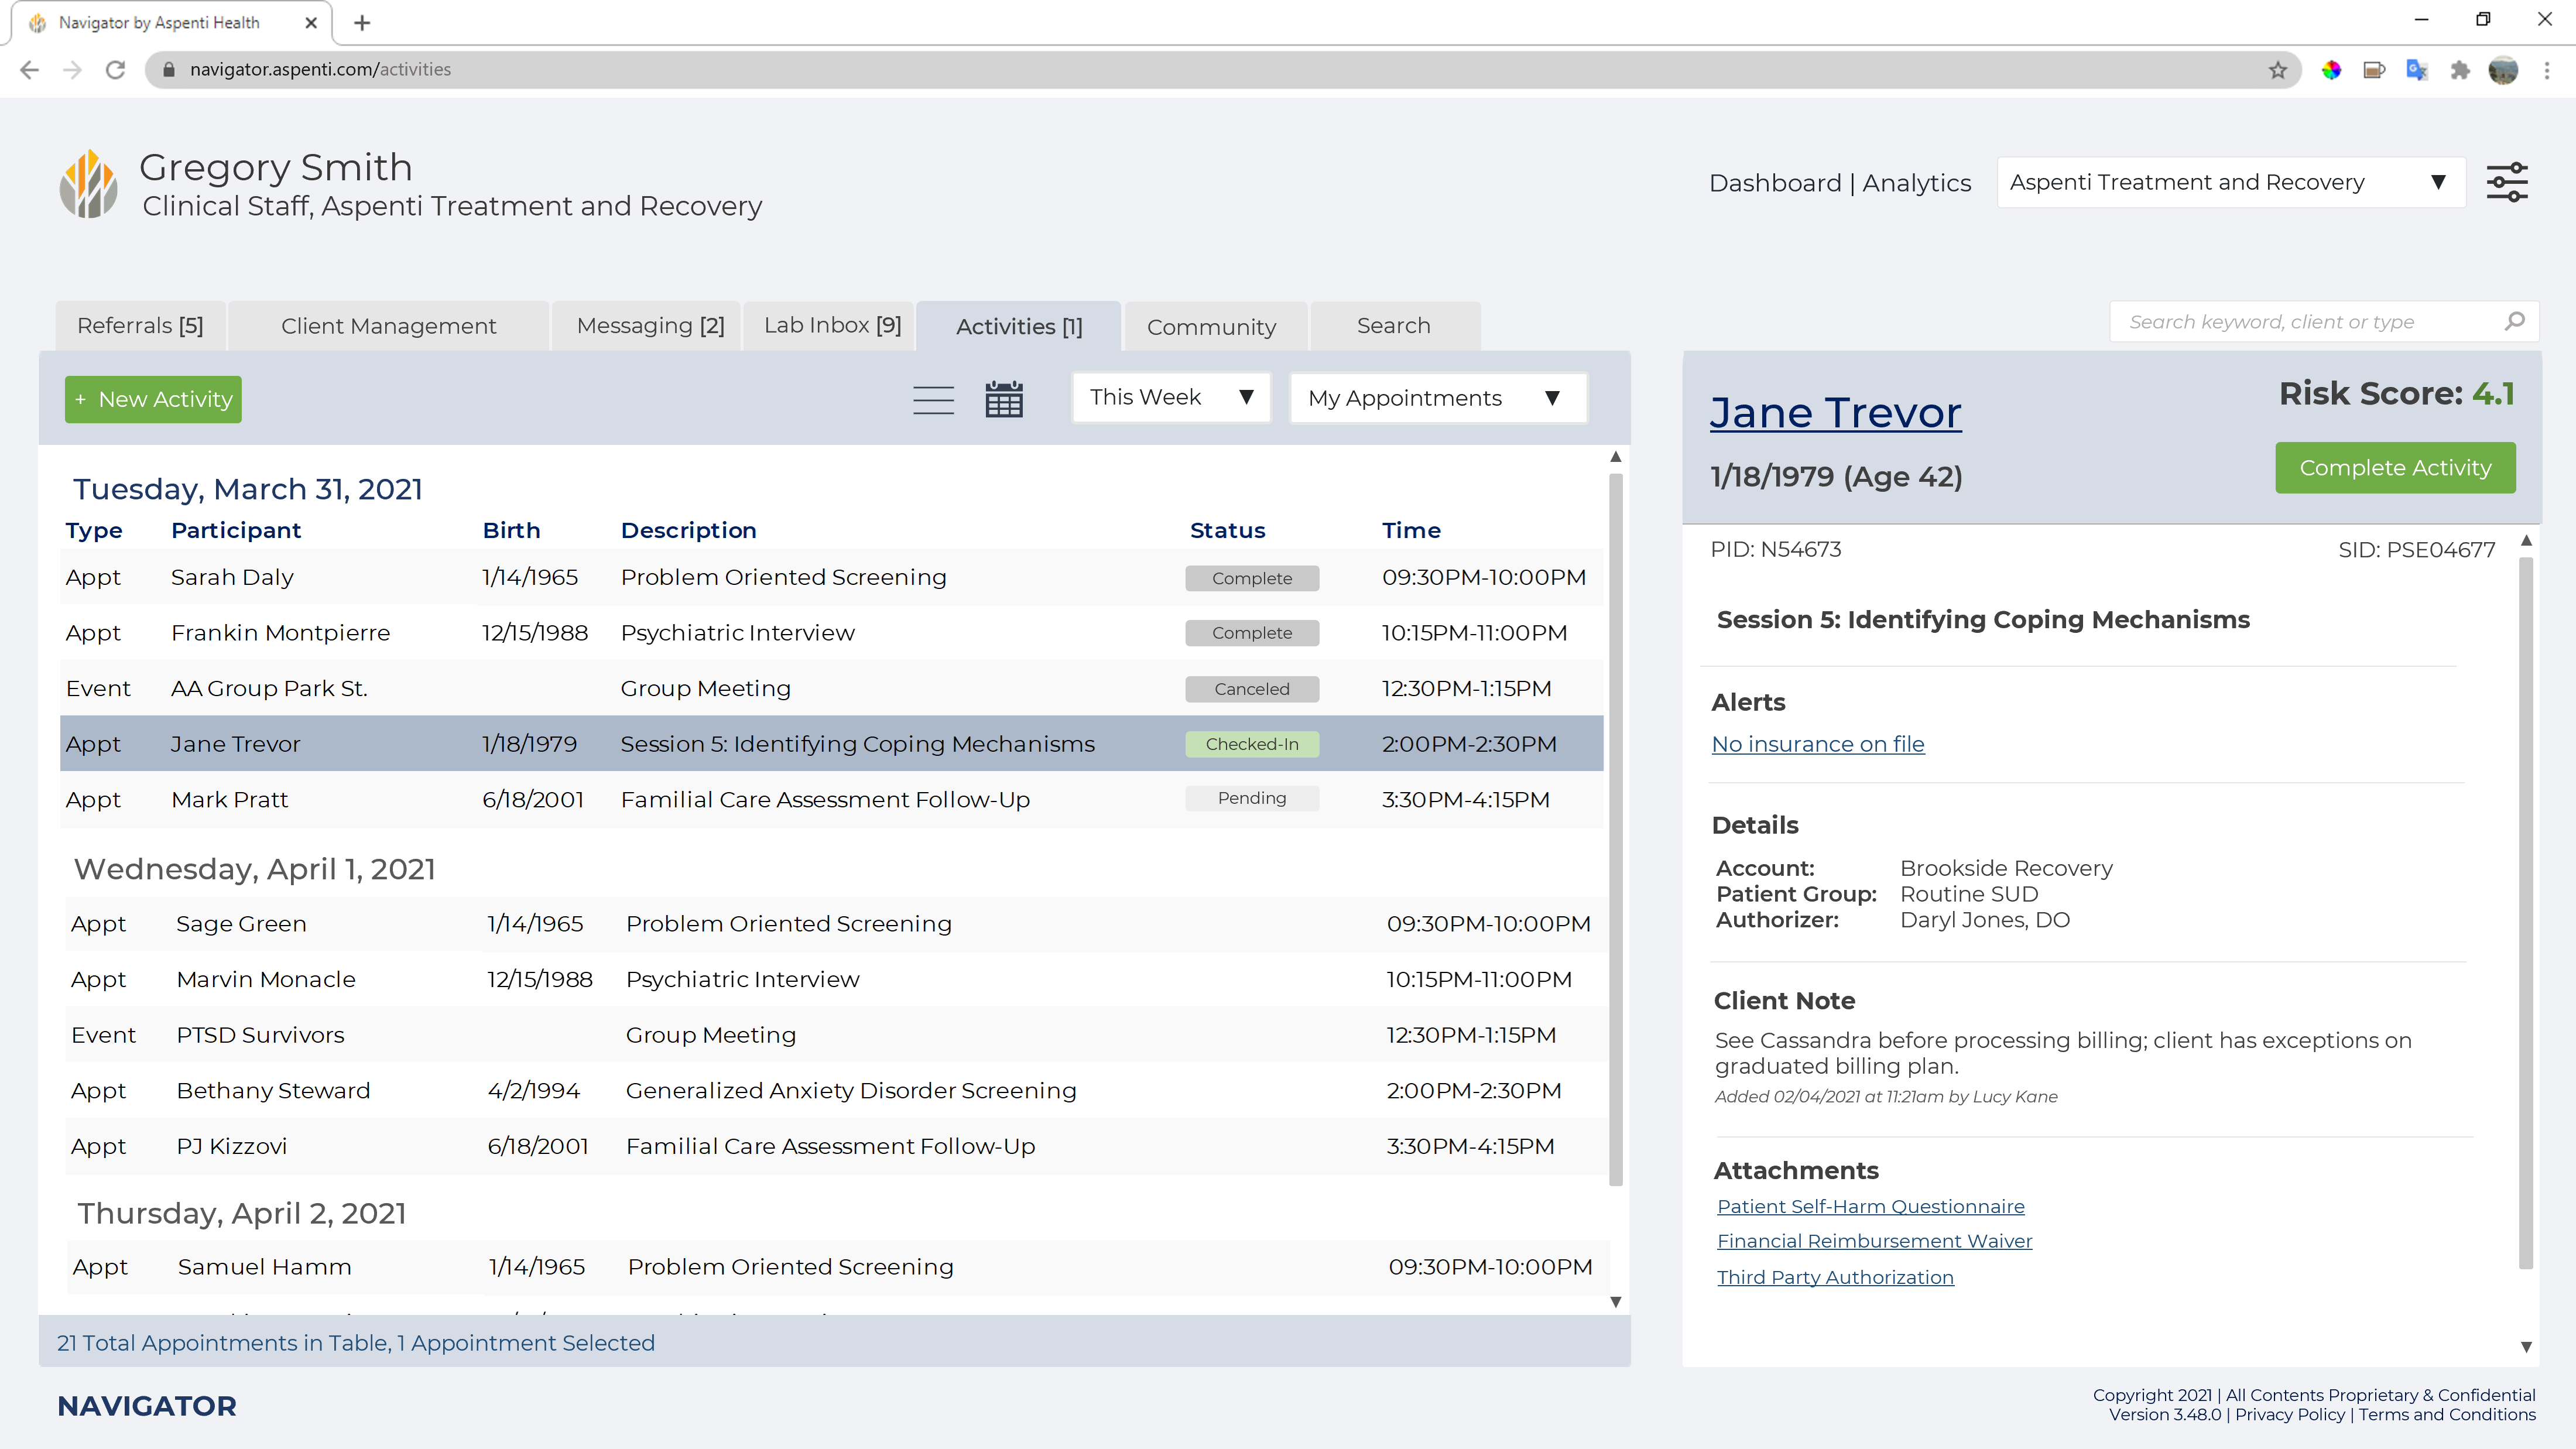 Navigator by Aspenti Health
navigator.aspenti.com/activities
Gregory Smith
Clinical Staff, Aspenti Treatment and Recovery
Dashboard | Analytics
Aspenti Treatment and Recovery
Referrals [5]
Client Management
Messaging [2]
Lab Inbox [9]
Activities [1]
Community
Search
Search keyword, client or type
+ New Activity
This Week
My Appointments
Tuesday, March 31, 2021
Type Participant Birth Description Status Time
Appt Sarah Daly 1/14/1965 Problem Oriented Screening Complete 09:30PM-10:00PM
Appt Frankin Montpierre 12/15/1988 Psychiatric Interview Complete 10:15PM-11:00PM
Event AA Group Park St. Group Meeting Canceled 12:30PM-1:15PM
Appt Jane Trevor 1/18/1979 Session 5: Identifying Coping Mechanisms Checked-In 2:00PM-2:30PM
Appt Mark Pratt 6/18/2001 Familial Care Assessment Follow-Up Pending 3:30PM-4:15PM
Wednesday, April 1, 2021
Appt Sage Green 1/14/1965 Problem Oriented Screening 09:30PM-10:00PM
Appt Marvin Monacle 12/15/1988 Psychiatric Interview 10:15PM-11:00PM
Event PTSD Survivors Group Meeting 12:30PM-1:15PM
Appt Bethany Steward 4/2/1994 Generalized Anxiety Disorder Screening 2:00PM-2:30PM
Appt PJ Kizzovi 6/18/2001 Familial Care Assessment Follow-Up 3:30PM-4:15PM
Thursday, April 2, 2021
Appt Samuel Hamm 1/14/1965 Problem Oriented Screening 09:30PM-10:00PM
21 Total Appointments in Table, 1 Appointment Selected
Jane Trevor
1/18/1979 (Age 42)
Risk Score: 4.1
Complete Activity
PID: N54673
SID: PSE04677
Session 5: Identifying Coping Mechanisms
Alerts
No insurance on file
Details
Account: Brookside Recovery
Patient Group: Routine SUD
Authorizer: Daryl Jones, DO
Client Note
See Cassandra before processing billing; client has exceptions on
graduated billing plan.
Added 02/04/2021 at 11:21am by Lucy Kane
Attachments
Patient Self-Harm Questionnaire
Financial Reimbursement Waiver
Third Party Authorization
NAVIGATOR
Copyright 2021 | All Contents Proprietary & Confidential
Version 3.48.0 | Privacy Policy | Terms and Conditions